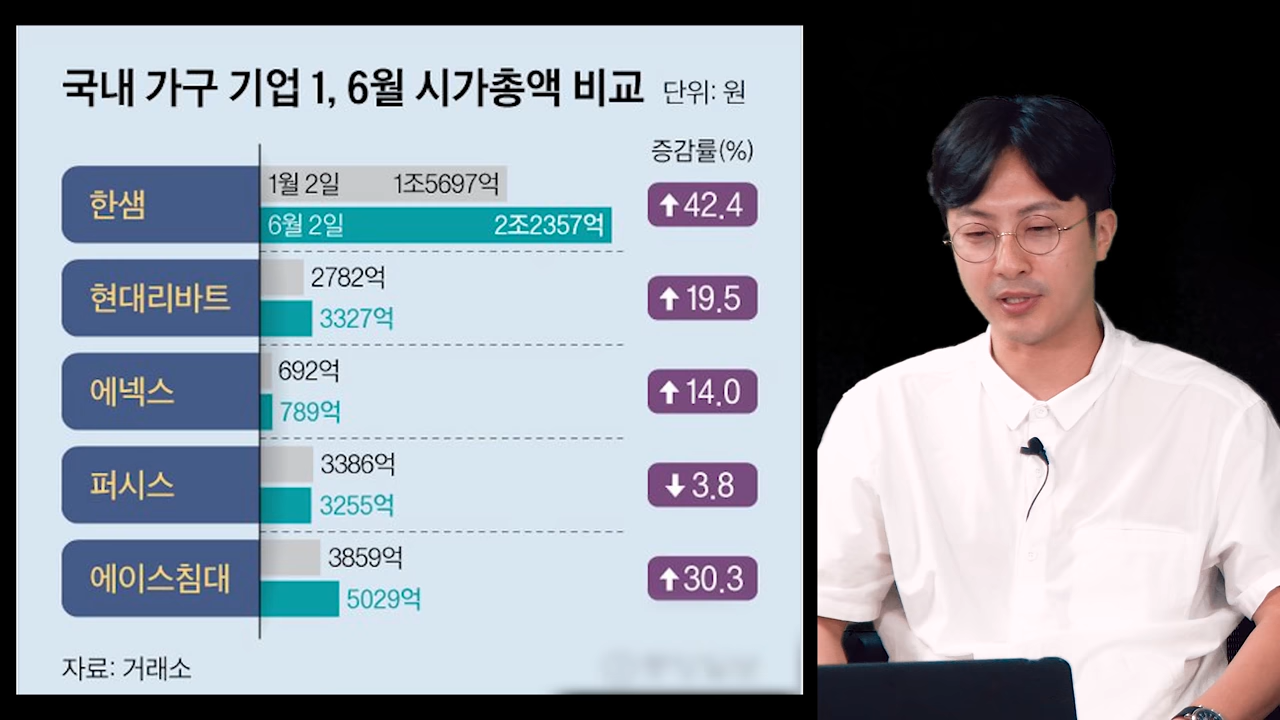 국내 가구 기업 1, 6월 시가총액 비교 단위: 원
증감률(%)
한샘
1월 2일 1조5697억
6월 2일 2조2357억
42.4
현대리바트
2782억
3327억
19.5
에넥스
692억
789억
14.0
퍼시스
3386억
3255억
3.8
에이스침대
3859억
5029억
30.3
자료: 거래소